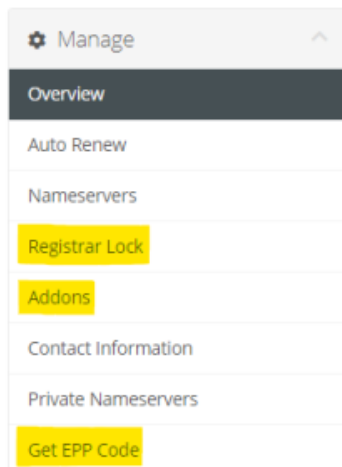 Manage
Overview
Auto Renew
Nameservers
Registrar Lock
Addons
Contact Information
Private Nameservers
Get EPP Code